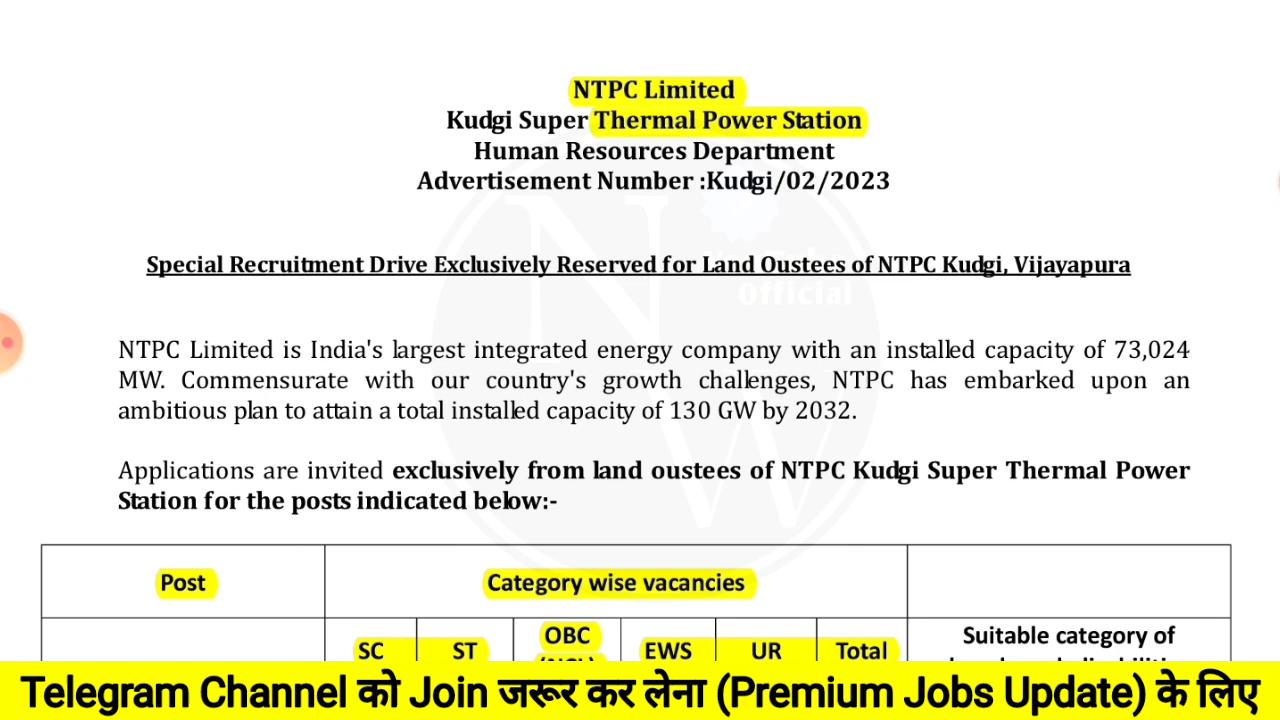 NTPC Limited
Kudgi Super Thermal Power Station
Human Resources Department
Advertisement Number :Kudgi/02/2023
Special Recruitment Drive Exclusively Reserved for Land Oustees of NTPC Kudgi, Vijayapura
Official
NTPC Limited is India's largest integrated energy company with an installed capacity of 73,024
MW. Commensurate with our country's growth challenges, NTPC has embarked upon an
ambitious plan to attain a total installed capacity of 130 GW by 2032.
Applications are invited exclusively from land oustees of NTPC Kudgi Super Thermal Power
Station for the posts indicated below:-
Post Category wise vacancies
SC ST OBC EWS UR Total Suitable category of
Telegram Channel को Join जरूर कर लेना (Premium Jobs Update) के लिए